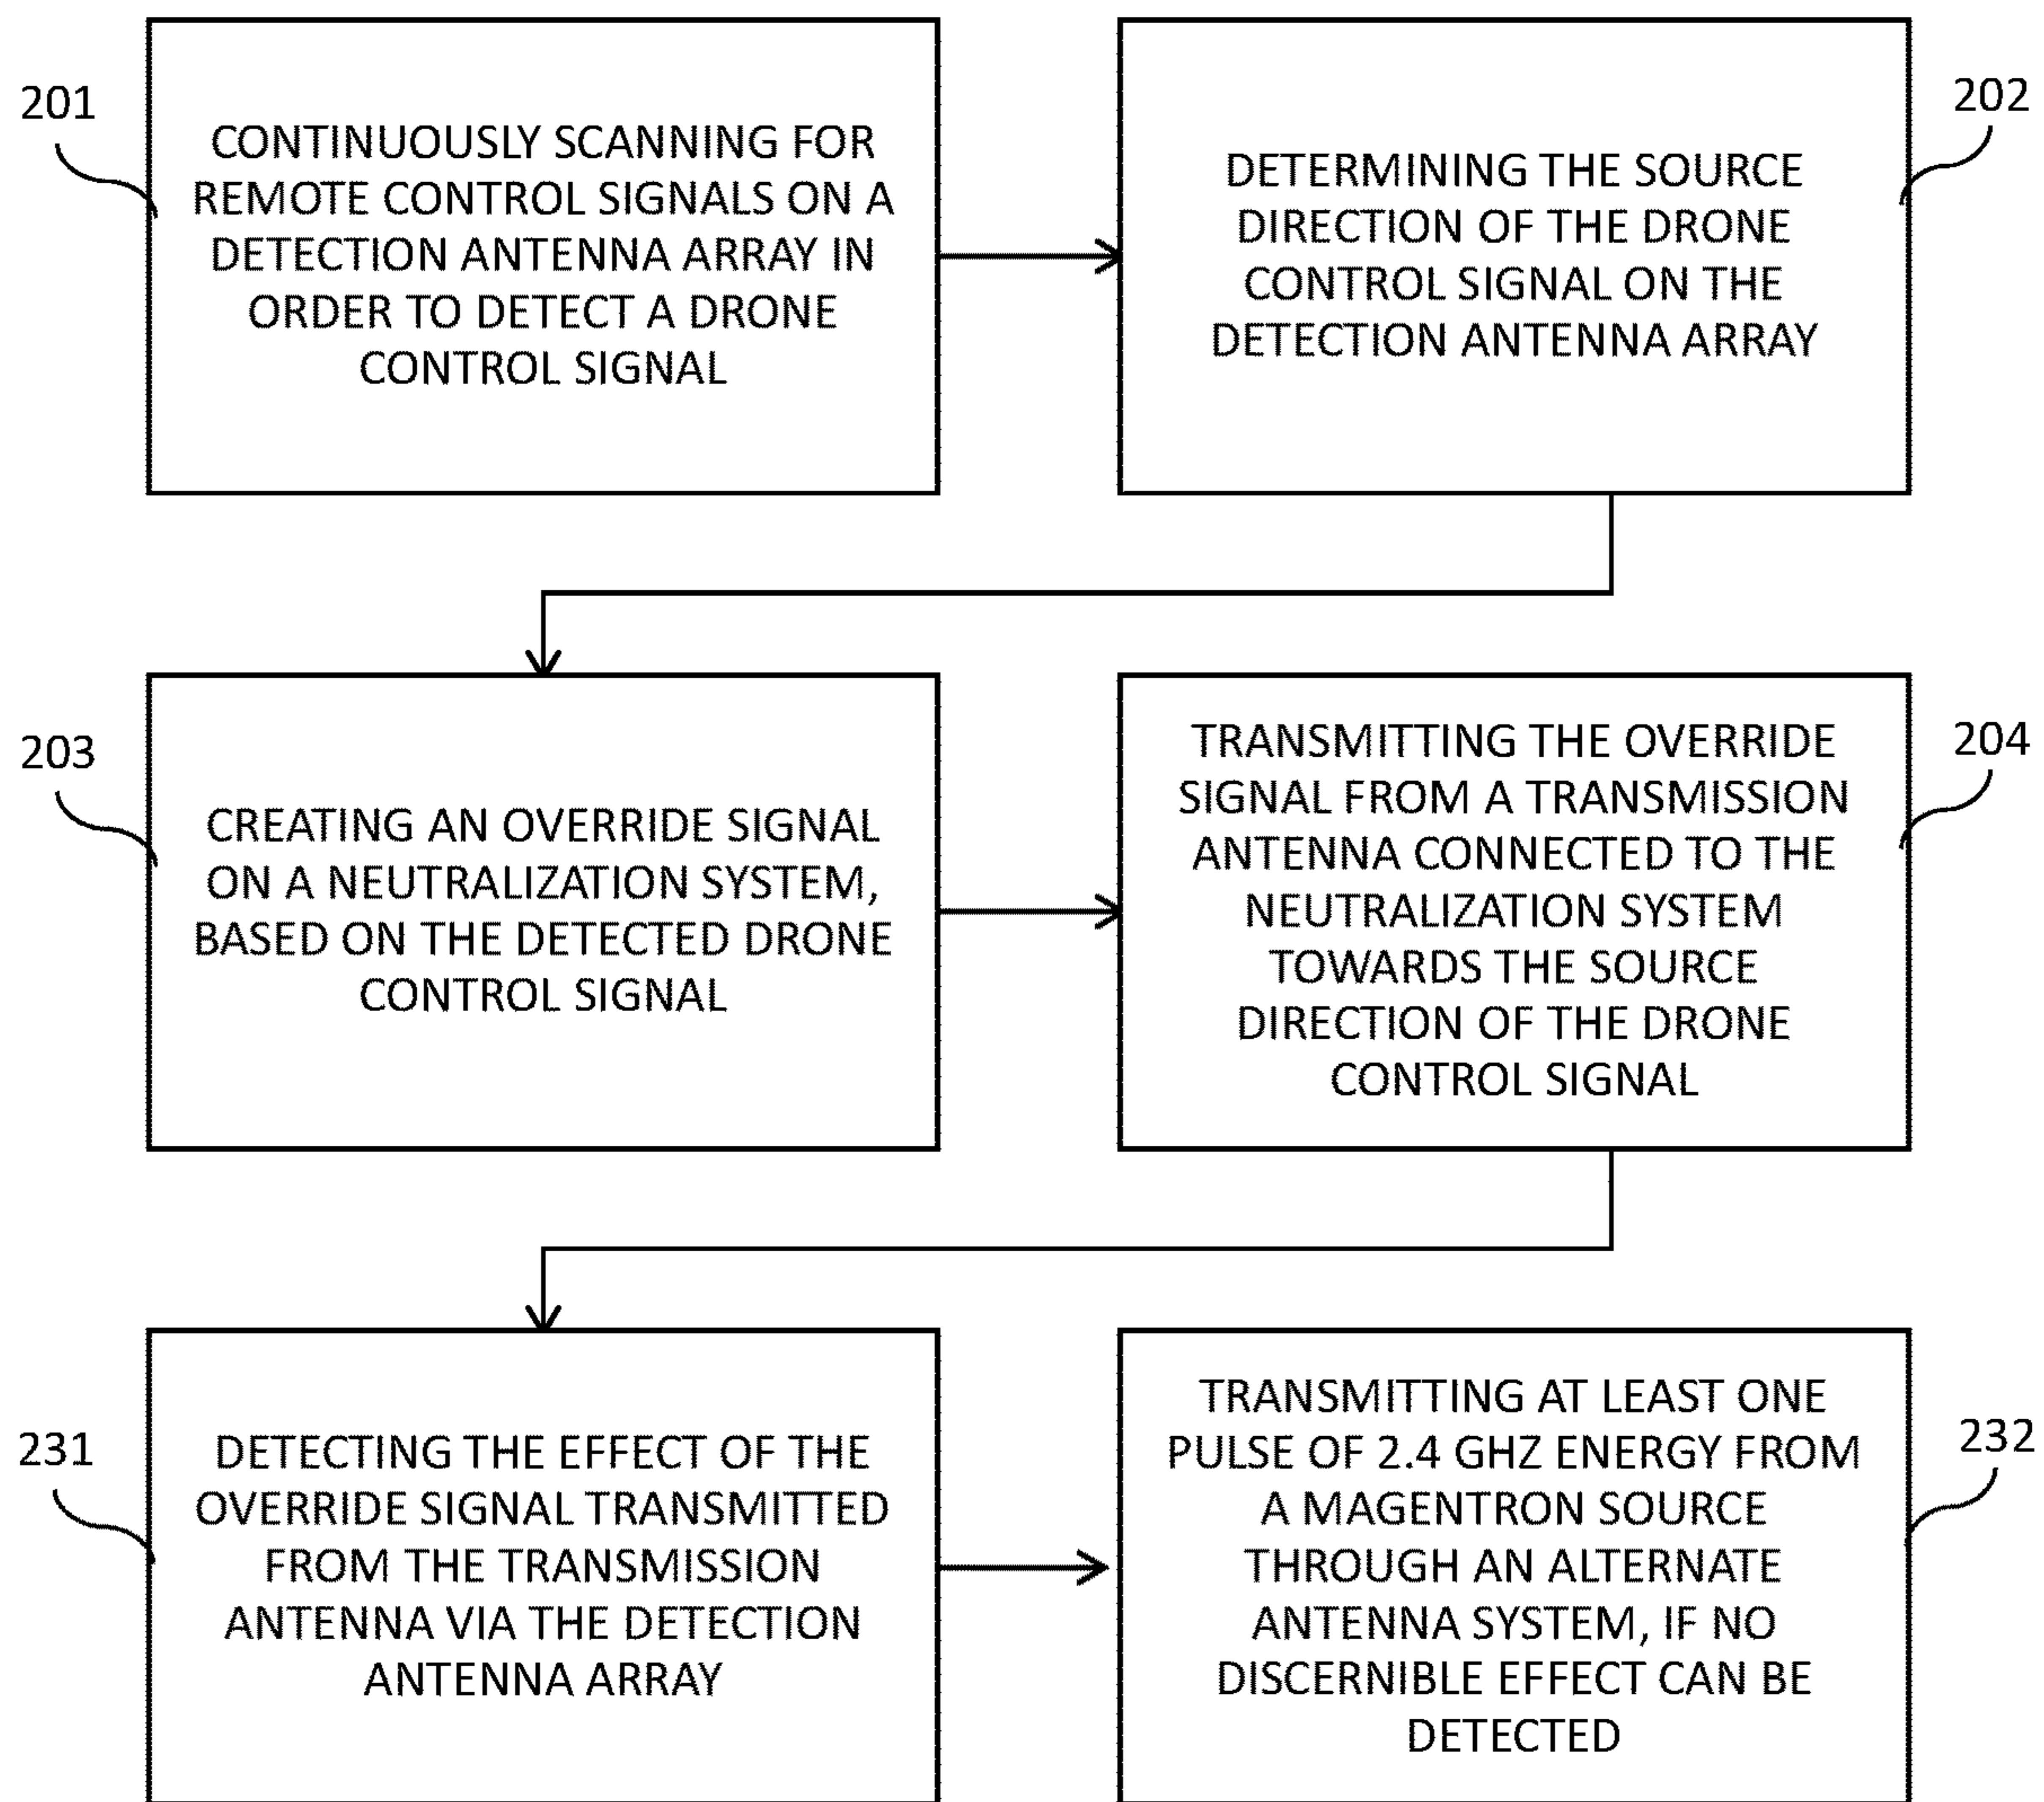 201
CONTINUOUSLY SCANNING FOR
REMOTE CONTROL SIGNALS ON A
DETECTION ANTENNA ARRAY IN
ORDER TO DETECT A DRONE
CONTROL SIGNAL
202
DETERMINING THE SOURCE
DIRECTION OF THE DRONE
CONTROL SIGNAL ON THE
DETECTION ANTENNA ARRAY
203
CREATING AN OVERRIDE SIGNAL
ON A NEUTRALIZATION SYSTEM,
BASED ON THE DETECTED DRONE
CONTROL SIGNAL
204
TRANSMITTING THE OVERRIDE
SIGNAL FROM A TRANSMISSION
ANTENNA CONNECTED TO THE
NEUTRALIZATION SYSTEM
TOWARDS THE SOURCE
DIRECTION OF THE DRONE
CONTROL SIGNAL
231
DETECTING THE EFFECT OF THE
OVERRIDE SIGNAL TRANSMITTED
FROM THE TRANSMISSION
ANTENNA VIA THE DETECTION
ANTENNA ARRAY
232
TRANSMITTING AT LEAST ONE
PULSE OF 2.4 GHZ ENERGY FROM
A MAGENTRON SOURCE
THROUGH AN ALTERNATE
ANTENNA SYSTEM, IF NO
DISCERNIBLE EFFECT CAN BE
DETECTED